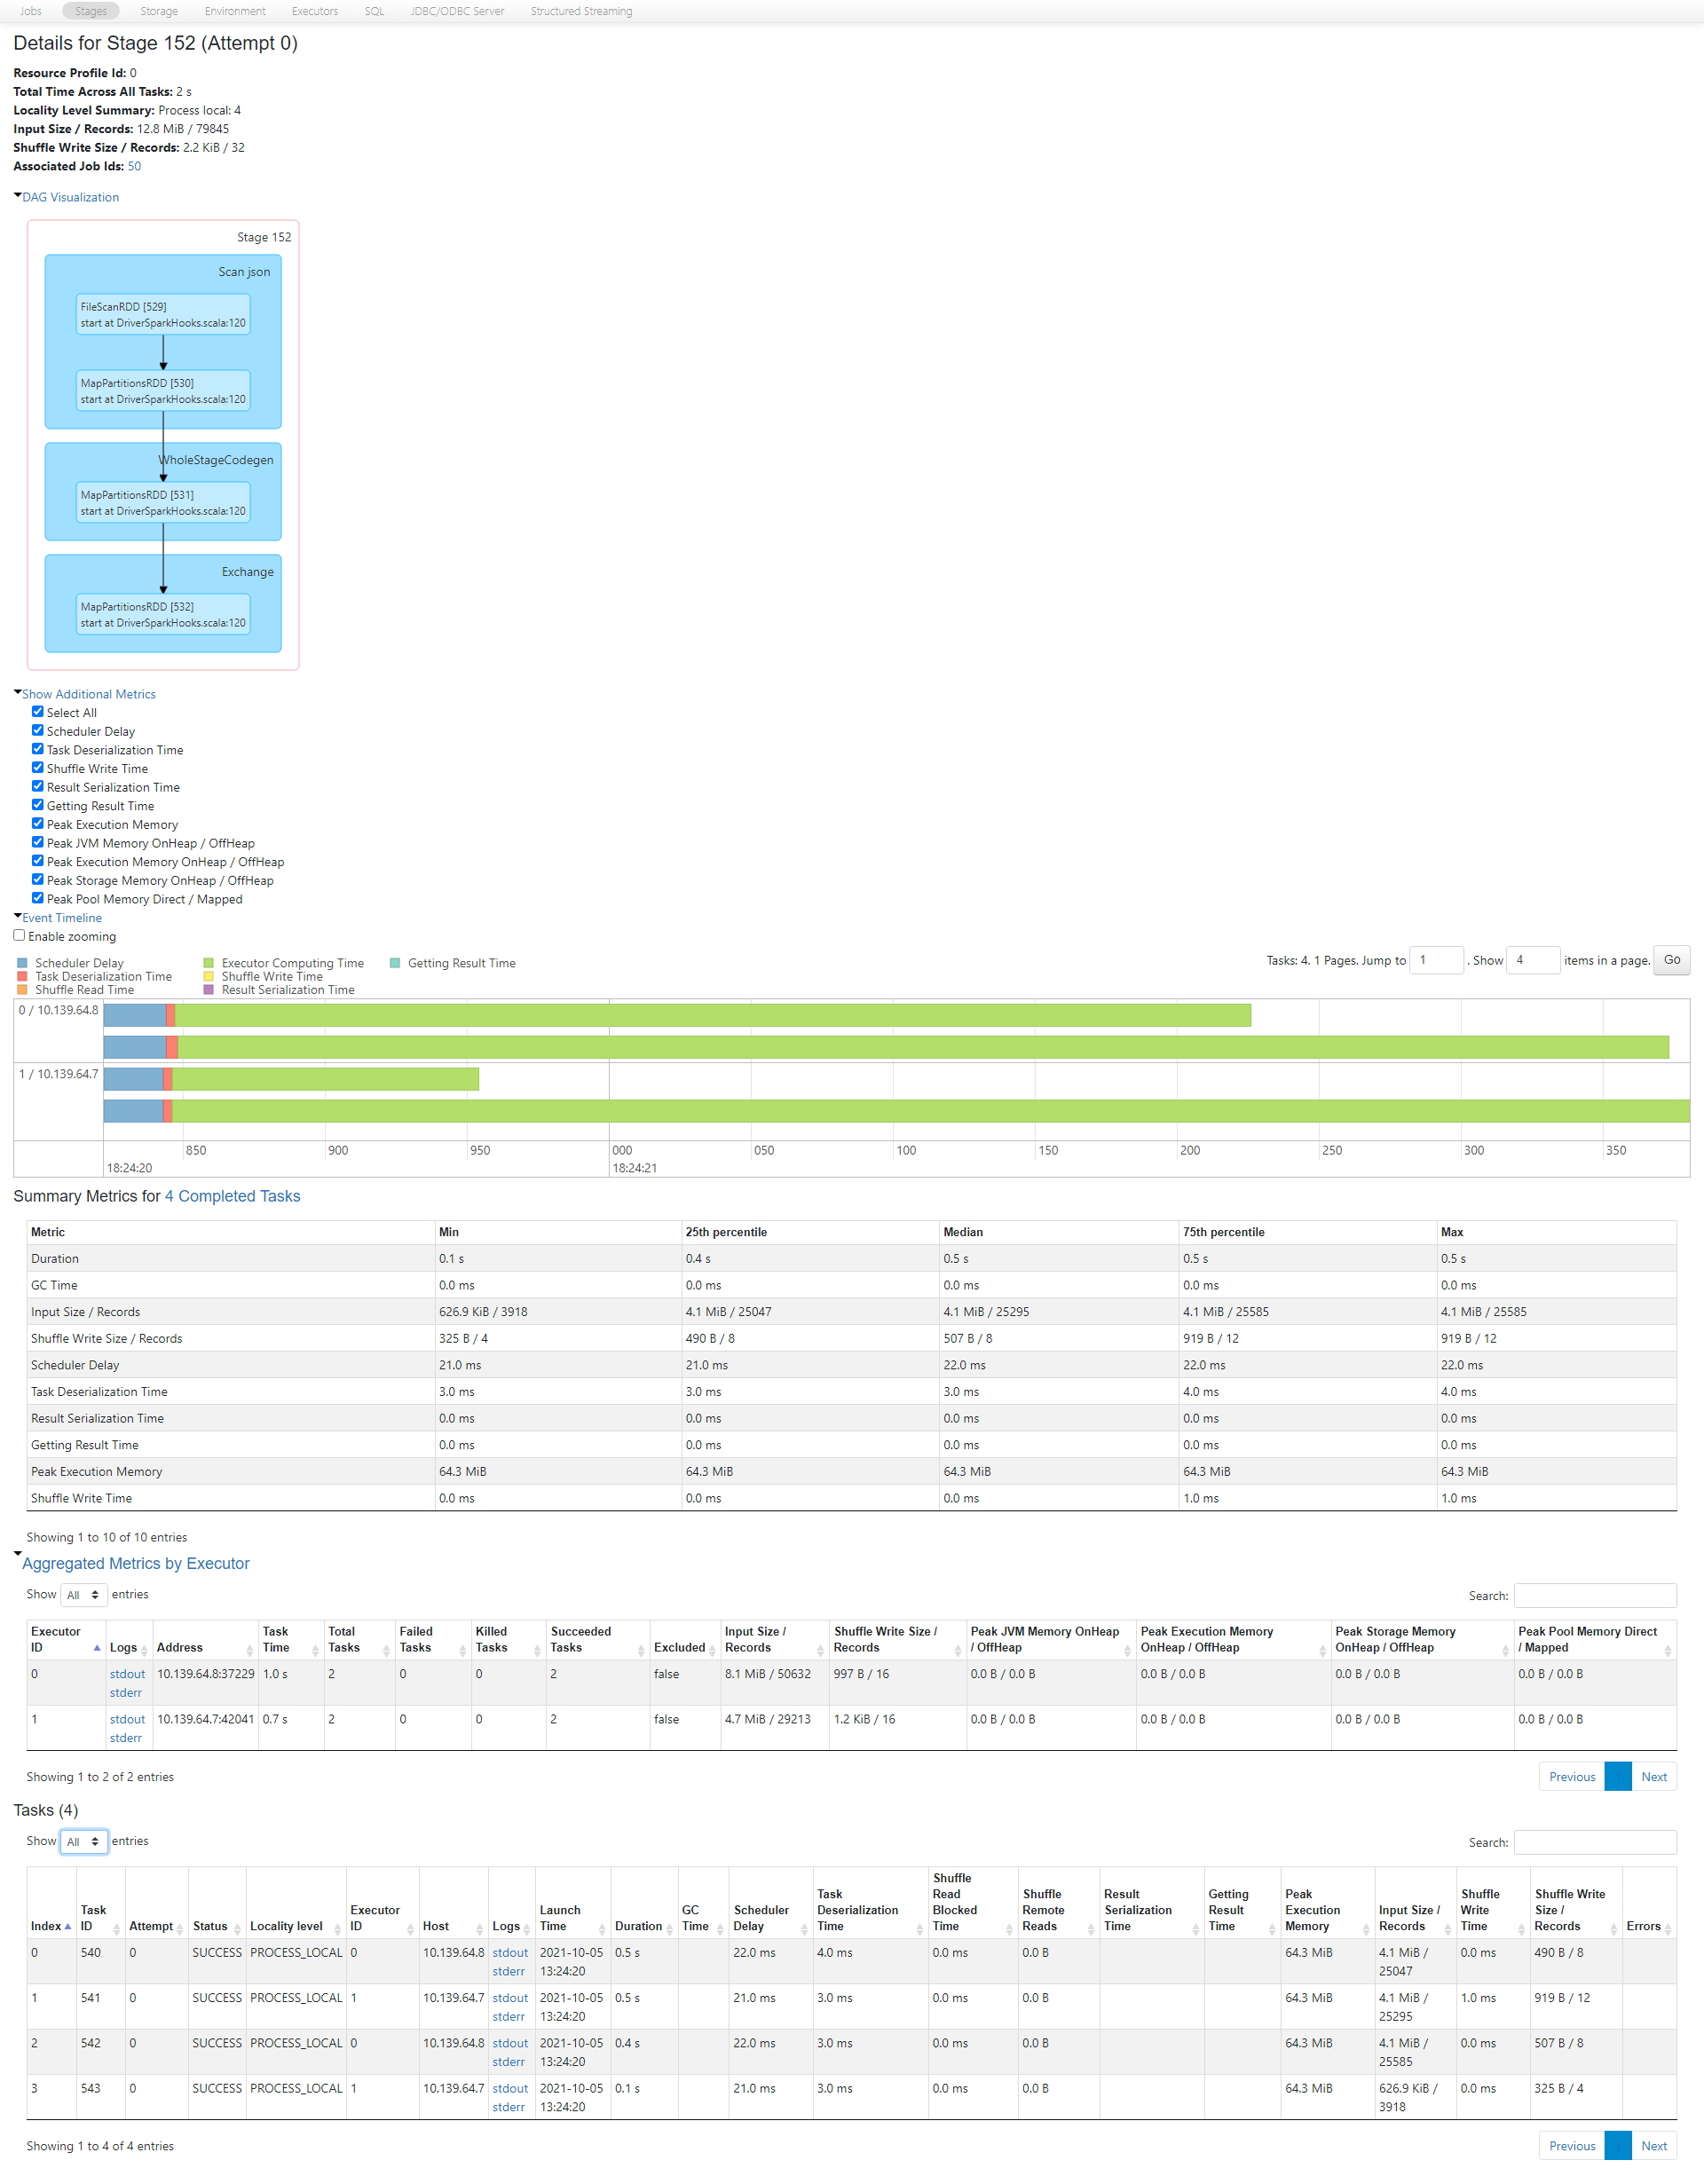 Jobs Stages Storage Environment Executors SQL JDBC/ODBC Server Structured Streaming
Details for Stage 152 (Attempt 0)
Resource Profile Id: 0
Total Time Across All Tasks: 2 s
Locality Level Summary: Process local: 4
Input Size / Records: 12.8 MiB / 79845
Shuffle Write Size / Records: 2.2 KiB / 32
Associated Job Ids: 50
DAG Visualization
Stage 152
Scan json
FileScanRDD [529]
start at DriverSparkHooks.scala:120
MapPartitionsRDD [530]
start at DriverSparkHooks.scala:120
WholeStageCodegen
MapPartitionsRDD [531]
start at DriverSparkHooks.scala:120
Exchange
MapPartitionsRDD [532]
start at DriverSparkHooks.scala:120
Show Additional Metrics
Select All
Scheduler Delay
Task Deserialization Time
Shuffle Write Time
Result Serialization Time
Getting Result Time
Peak Execution Memory
Peak JVM Memory OnHeap / OffHeap
Peak Execution Memory OnHeap / OffHeap
Peak Storage Memory OnHeap / OffHeap
Peak Pool Memory Direct / Mapped
Event Timeline
Enable zooming
Tasks: 4. 1 Pages. Jump to 1 . Show 4 items in a page. Go
Scheduler Delay Executor Computing Time Getting Result Time
Task Deserialization Time Shuffle Write Time
Shuffle Read Time Result Serialization Time
0 / 10.139.64.8
1 / 10.139.64.7
850 900 950 000 050 100 150 200 250 300 350
18:24:20 18:24:21
Summary Metrics for 4 Completed Tasks
Metric Min 25th percentile Median 75th percentile Max
Duration 0.1 s 0.4 s 0.5 s 0.5 s 0.5 s
GC Time 0.0 ms 0.0 ms 0.0 ms 0.0 ms 0.0 ms
Input Size / Records 626.9 KiB / 3918 4.1 MiB / 25047 4.1 MiB / 25295 4.1 MiB / 25585 4.1 MiB / 25585
Shuffle Write Size / Records 325 B / 4 490 B / 8 507 B / 8 919 B / 12 919 B / 12
Scheduler Delay 21.0 ms 21.0 ms 22.0 ms 22.0 ms 22.0 ms
Task Deserialization Time 3.0 ms 3.0 ms 3.0 ms 4.0 ms 4.0 ms
Result Serialization Time 0.0 ms 0.0 ms 0.0 ms 0.0 ms 0.0 ms
Getting Result Time 0.0 ms 0.0 ms 0.0 ms 0.0 ms 0.0 ms
Peak Execution Memory 64.3 MiB 64.3 MiB 64.3 MiB 64.3 MiB 64.3 MiB
Shuffle Write Time 0.0 ms 0.0 ms 0.0 ms 1.0 ms 1.0 ms
Showing 1 to 10 of 10 entries
Aggregated Metrics by Executor
Show All entries Search:
Executor ID Logs Address Task Time Total Tasks Failed Tasks Killed Tasks Succeeded Tasks Excluded Input Size / Records Shuffle Write Size / Records Peak JVM Memory OnHeap / OffHeap Peak Execution Memory OnHeap / OffHeap Peak Storage Memory OnHeap / OffHeap Peak Pool Memory Direct / Mapped
0 stdout 10.139.64.8:37229 1.0 s 2 0 0 2 false 8.1 MiB / 50632 997 B / 16 0.0 B / 0.0 B 0.0 B / 0.0 B 0.0 B / 0.0 B 0.0 B / 0.0 B
stderr
1 stdout 10.139.64.7:42041 0.7 s 2 0 0 2 false 4.7 MiB / 29213 1.2 KiB / 16 0.0 B / 0.0 B 0.0 B / 0.0 B 0.0 B / 0.0 B 0.0 B / 0.0 B
stderr
Showing 1 to 2 of 2 entries Previous Next
Tasks (4)
Show All entries Search:
Index Task ID Attempt Status Locality level Executor ID Host Logs Launch Time Duration GC Time Scheduler Delay Task Deserialization Time Shuffle Read Blocked Time Shuffle Remote Reads Result Serialization Time Getting Result Time Peak Execution Memory Input Size / Records Shuffle Write Time Shuffle Write Size / Records Errors
0 540 0 SUCCESS PROCESS_LOCAL 0 10.139.64.8 stdout 2021-10-05 0.5 s 22.0 ms 4.0 ms 0.0 ms 0.0 B 64.3 MiB 4.1 MiB / 0.0 ms 490 B / 8
stderr 13:24:20 25047
1 541 0 SUCCESS PROCESS_LOCAL 1 10.139.64.7 stdout 2021-10-05 0.5 s 21.0 ms 3.0 ms 0.0 ms 0.0 B 64.3 MiB 4.1 MiB / 1.0 ms 919 B / 12
stderr 13:24:20 25295
2 542 0 SUCCESS PROCESS_LOCAL 0 10.139.64.8 stdout 2021-10-05 0.4 s 22.0 ms 3.0 ms 0.0 ms 0.0 B 64.3 MiB 4.1 MiB / 0.0 ms 507 B / 8
stderr 13:24:20 25585
3 543 0 SUCCESS PROCESS_LOCAL 1 10.139.64.7 stdout 2021-10-05 0.1 s 21.0 ms 3.0 ms 0.0 ms 0.0 B 64.3 MiB 626.9 KiB / 0.0 ms 325 B / 4
stderr 13:24:20 3918
Showing 1 to 4 of 4 entries Previous Next